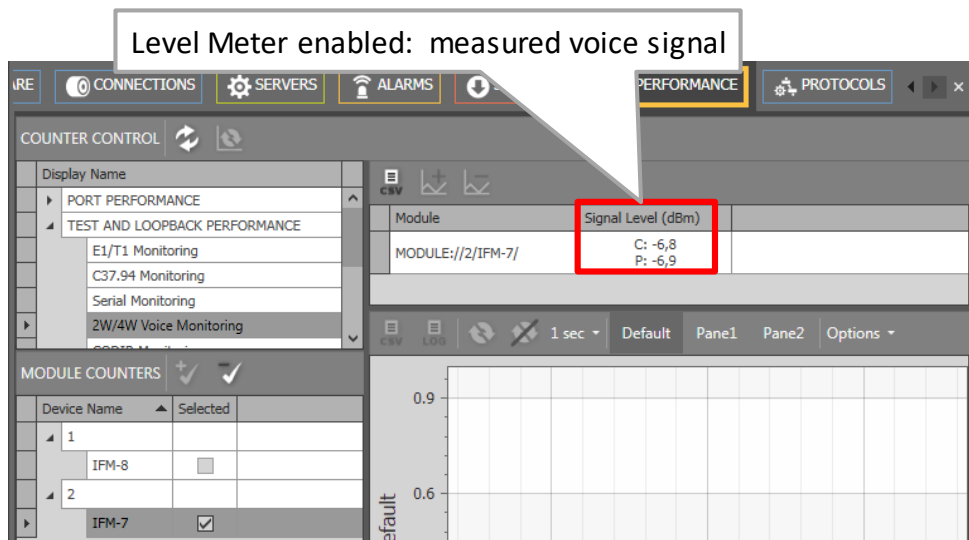 Level Meter enabled: measured voice signal
CONNECTIONS
SERVERS
ALARMS
PERFORMANCE
PROTOCOLS
COUNTER CONTROL
Display Name
PORT PERFORMANCE
TEST AND LOOPBACK PERFORMANCE
E1/T1 Monitoring
C37.94 Monitoring
Serial Monitoring
2W/4W Voice Monitoring
CSV
Module
Signal Level (dBm)
MODULE://2/IFM-7/
C: -6,8
P: -6,9
CSV
LOG
1 sec
Default
Pane1
Pane2
Options
MODULE COUNTERS
Device Name
Selected
1
IFM-8
2
IFM-7
0.9
0.6